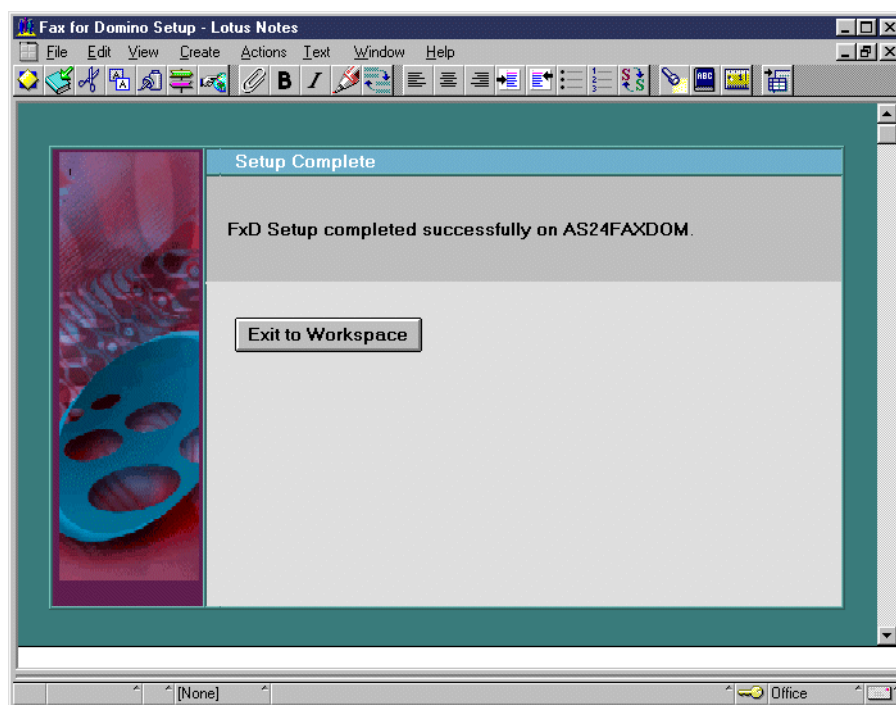 Fax for Domino Setup - Lotus Notes
File Edit View Create Actions Text Window Help
B I
Setup Complete
FxD Setup completed successfully on AS24FAXDOM.
Exit to Workspace
[None] Office